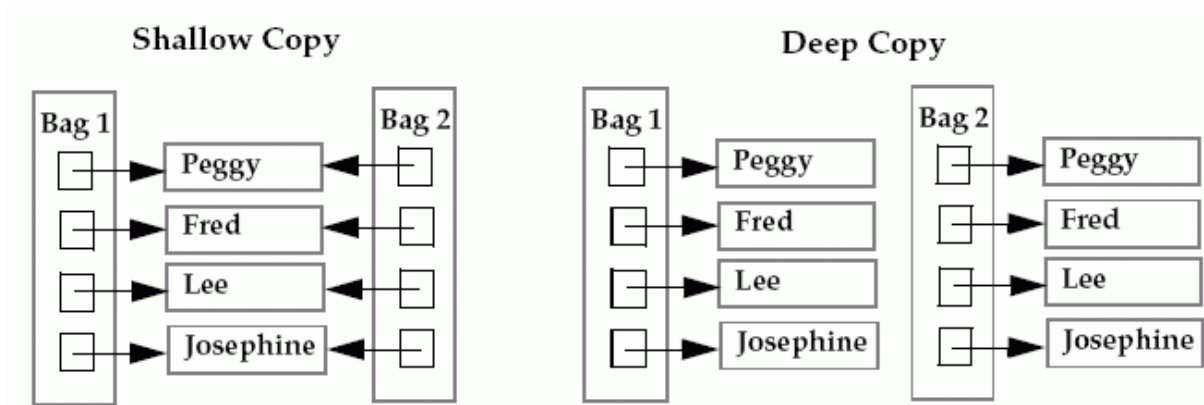 Shallow Copy
Bag 1
Bag 2
Peggy
Fred
Lee
Josephine
Deep Copy
Bag 1
Peggy
Fred
Lee
Josephine
Bag 2
Peggy
Fred
Lee
Josephine